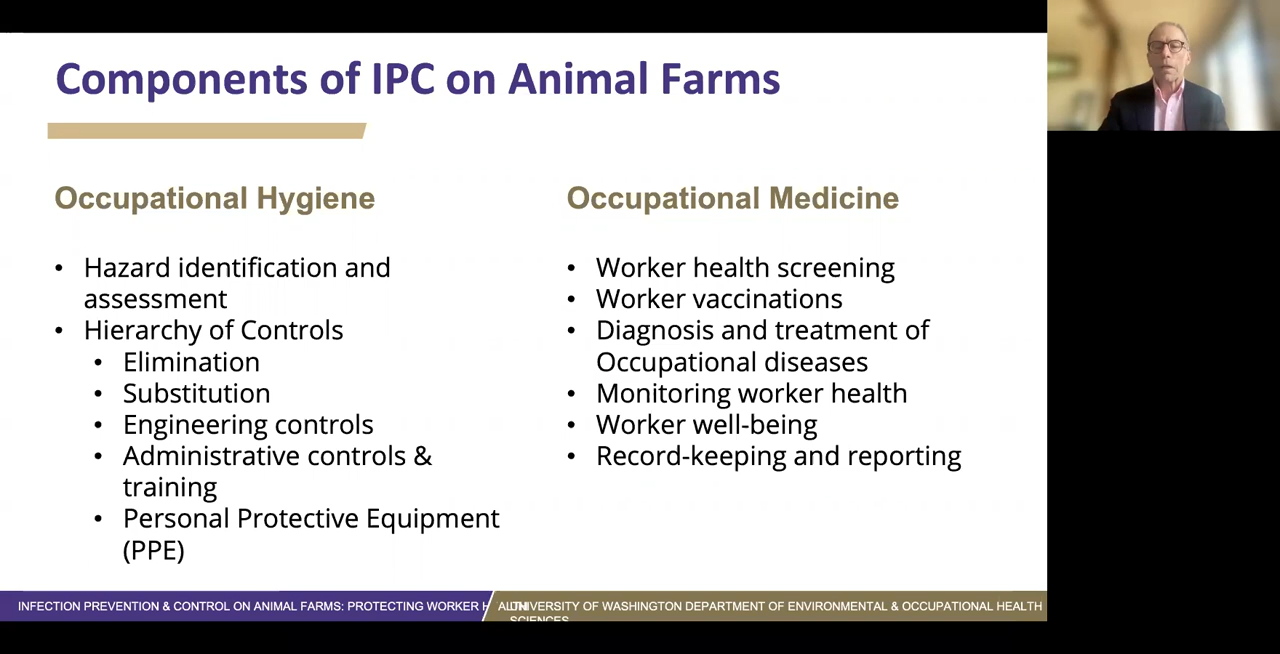 Components of IPC on Animal Farms
Occupational Hygiene
• Hazard identification and
assessment
• Hierarchy of Controls
• Elimination
• Substitution
• Engineering controls
• Administrative controls &
training
• Personal Protective Equipment
(PPE)
Occupational Medicine
• Worker health screening
• Worker vaccinations
• Diagnosis and treatment of
Occupational diseases
• Monitoring worker health
• Worker well-being
• Record-keeping and reporting
INFECTION PREVENTION & CONTROL ON ANIMAL FARMS: PROTECTING WORKER HEALTH
UNIVERSITY OF WASHINGTON DEPARTMENT OF ENVIRONMENTAL & OCCUPATIONAL HEALTH
SCIENCES